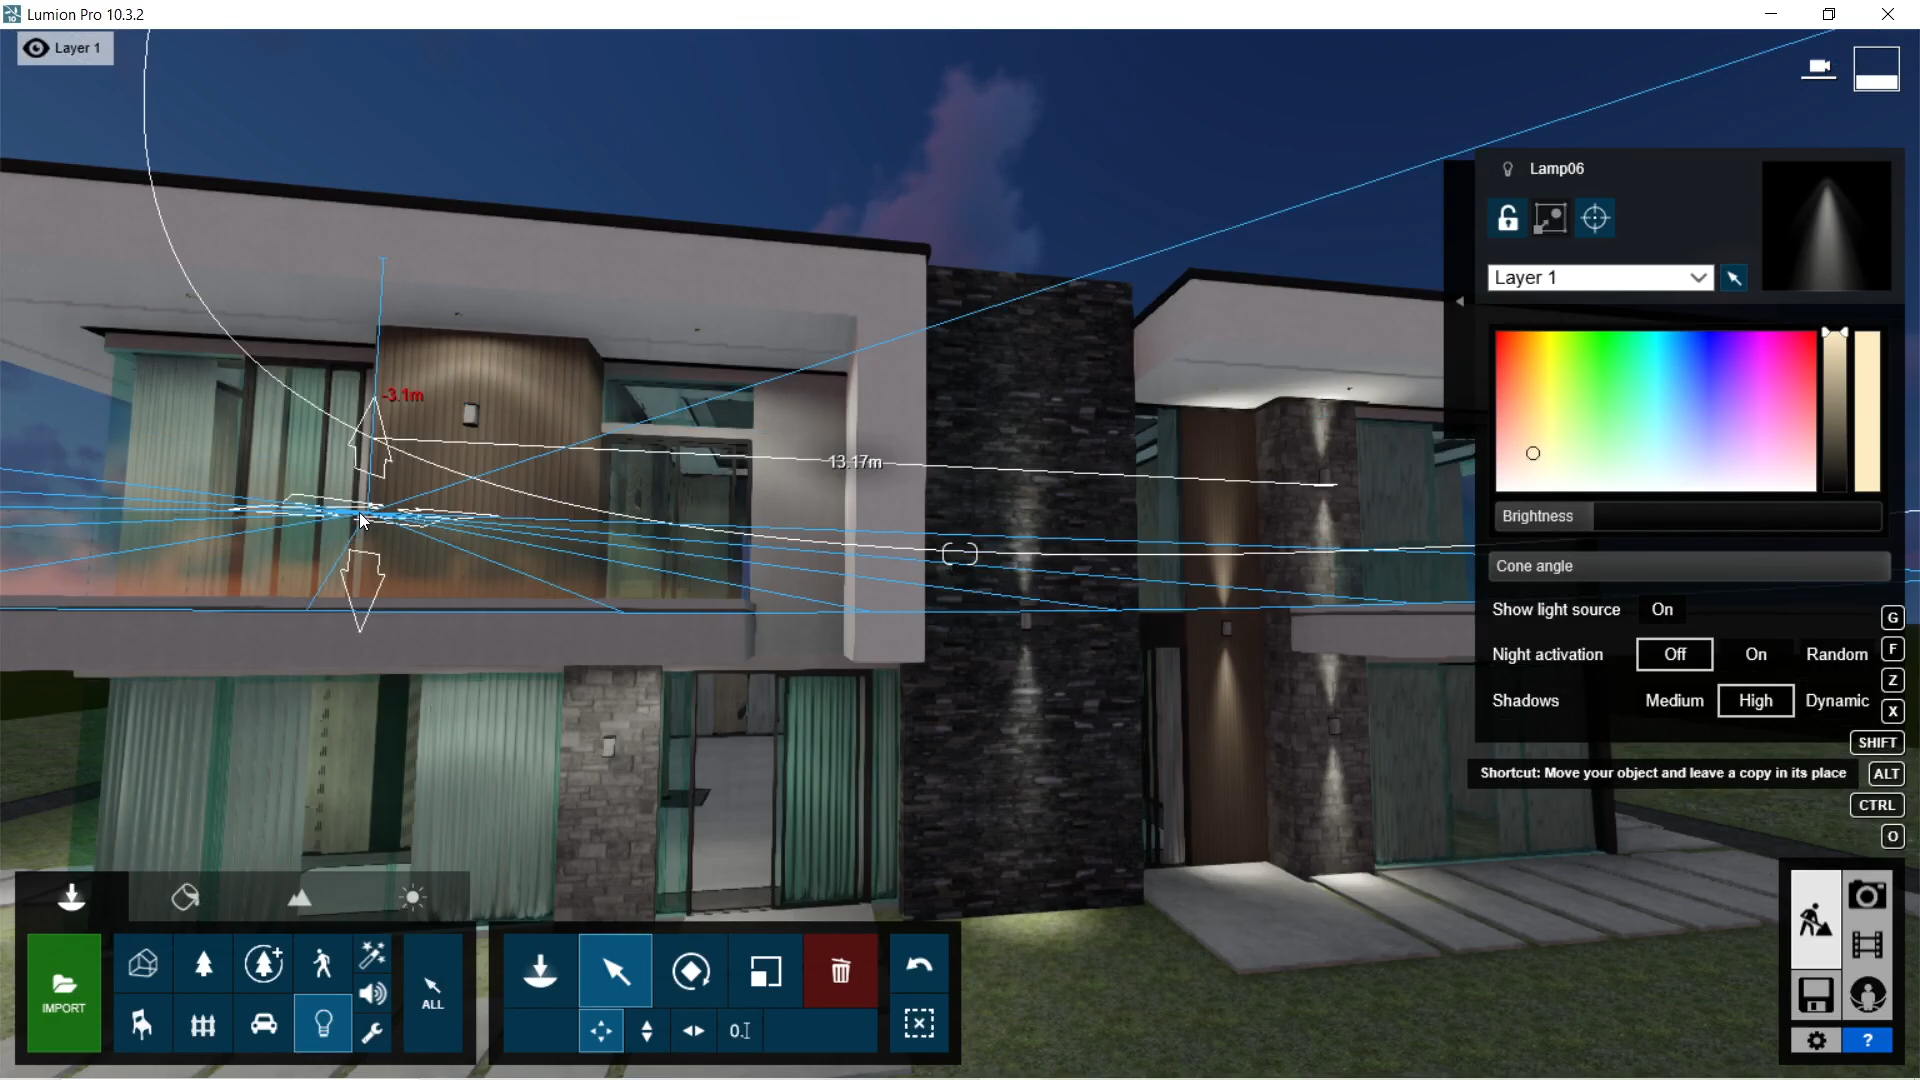 Lumion Pro 10.3.2
Layer 1
Lamp06
Layer 1
-3.1m
13.17m
Brightness
Cone angle
Show light source On
Night activation Off On Random
Shadows Medium High Dynamic
G
F
Z
X
SHIFT
Shortcut: Move your object and leave a copy in its place ALT
CTRL
O
IMPORT
ALL
?